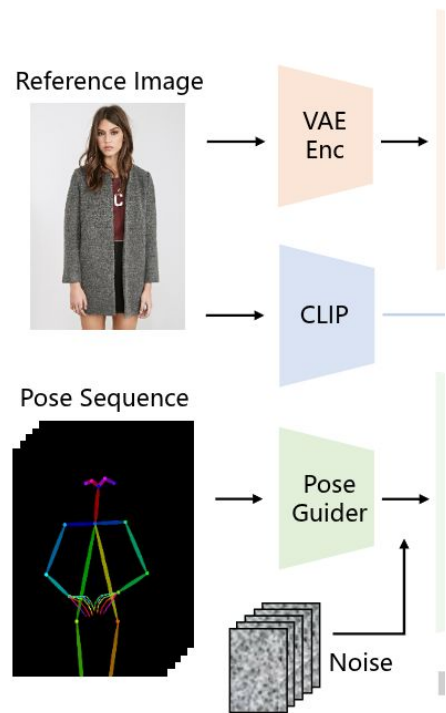 Reference Image
VAE
Enc
C
CLIP
Pose Sequence
Pose
Guider
Noise